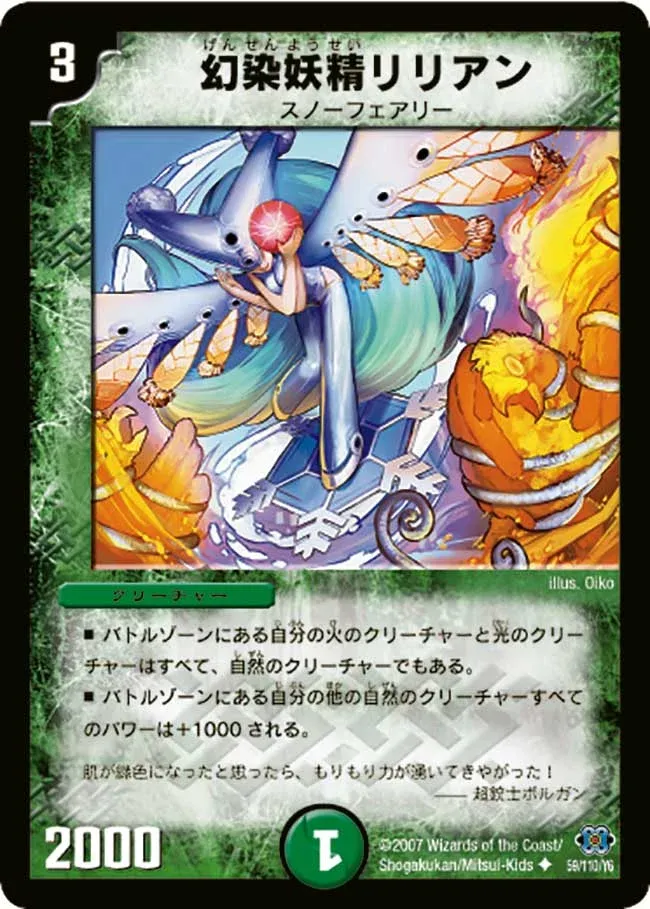 3
げんせんようせい
幻染妖精リリアン
スノーフェアリー
illus. Oiko
クリーチャー
■ バトルゾーンにある自分の火のクリーチャーと光のクリー
チャーはすべて、自然のクリーチャーでもある。
■ バトルゾーンにある自分の他の自然のクリーチャーすべて
のパワーは+1000 される。
肌が緑色になったと思ったら、もりもり力が湧いてきやがった!
—— 超銃士ボルガン
2000
1
©2007 Wizards of the Coast/
Shogakukan/Mitsui-Kids ◆ 59/110/Y6